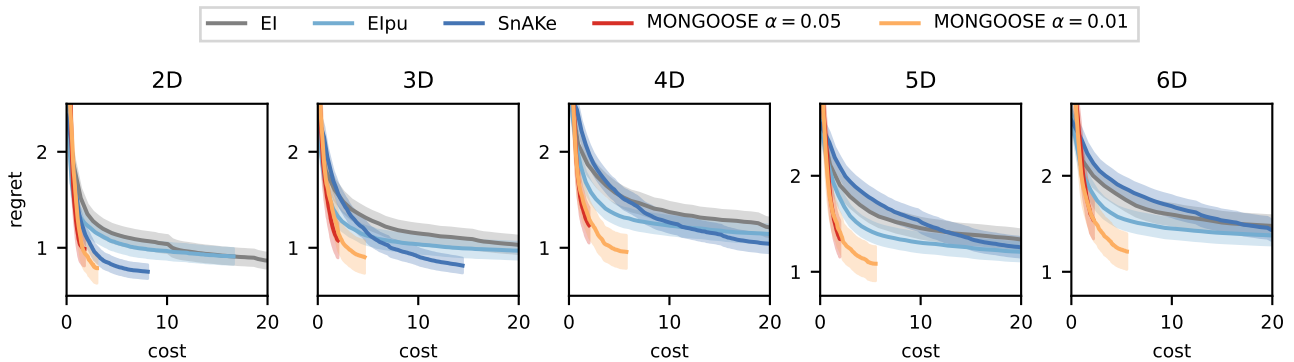 EI EIpu SnAKe MONGOOSE α = 0.05 MONGOOSE α = 0.01
2D 3D 4D 5D 6D
regret
2 2 2 2 2
1 1 1 1 1
0 10 20 0 10 20 0 10 20 0 10 20 0 10 20
cost cost cost cost cost